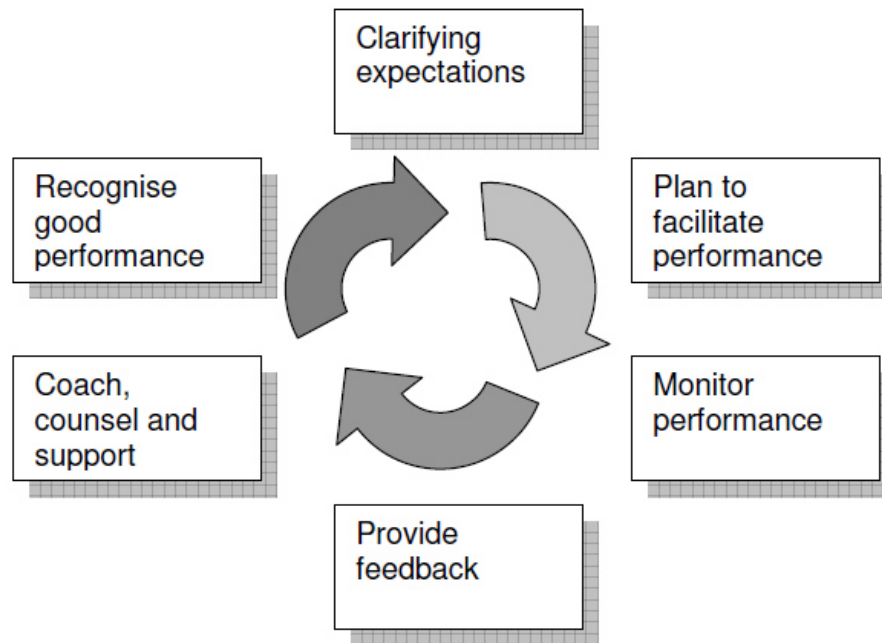 Clarifying
expectations
Recognise
good
performance
Plan to
facilitate
performance
Coach,
counsel and
support
Monitor
performance
Provide
feedback